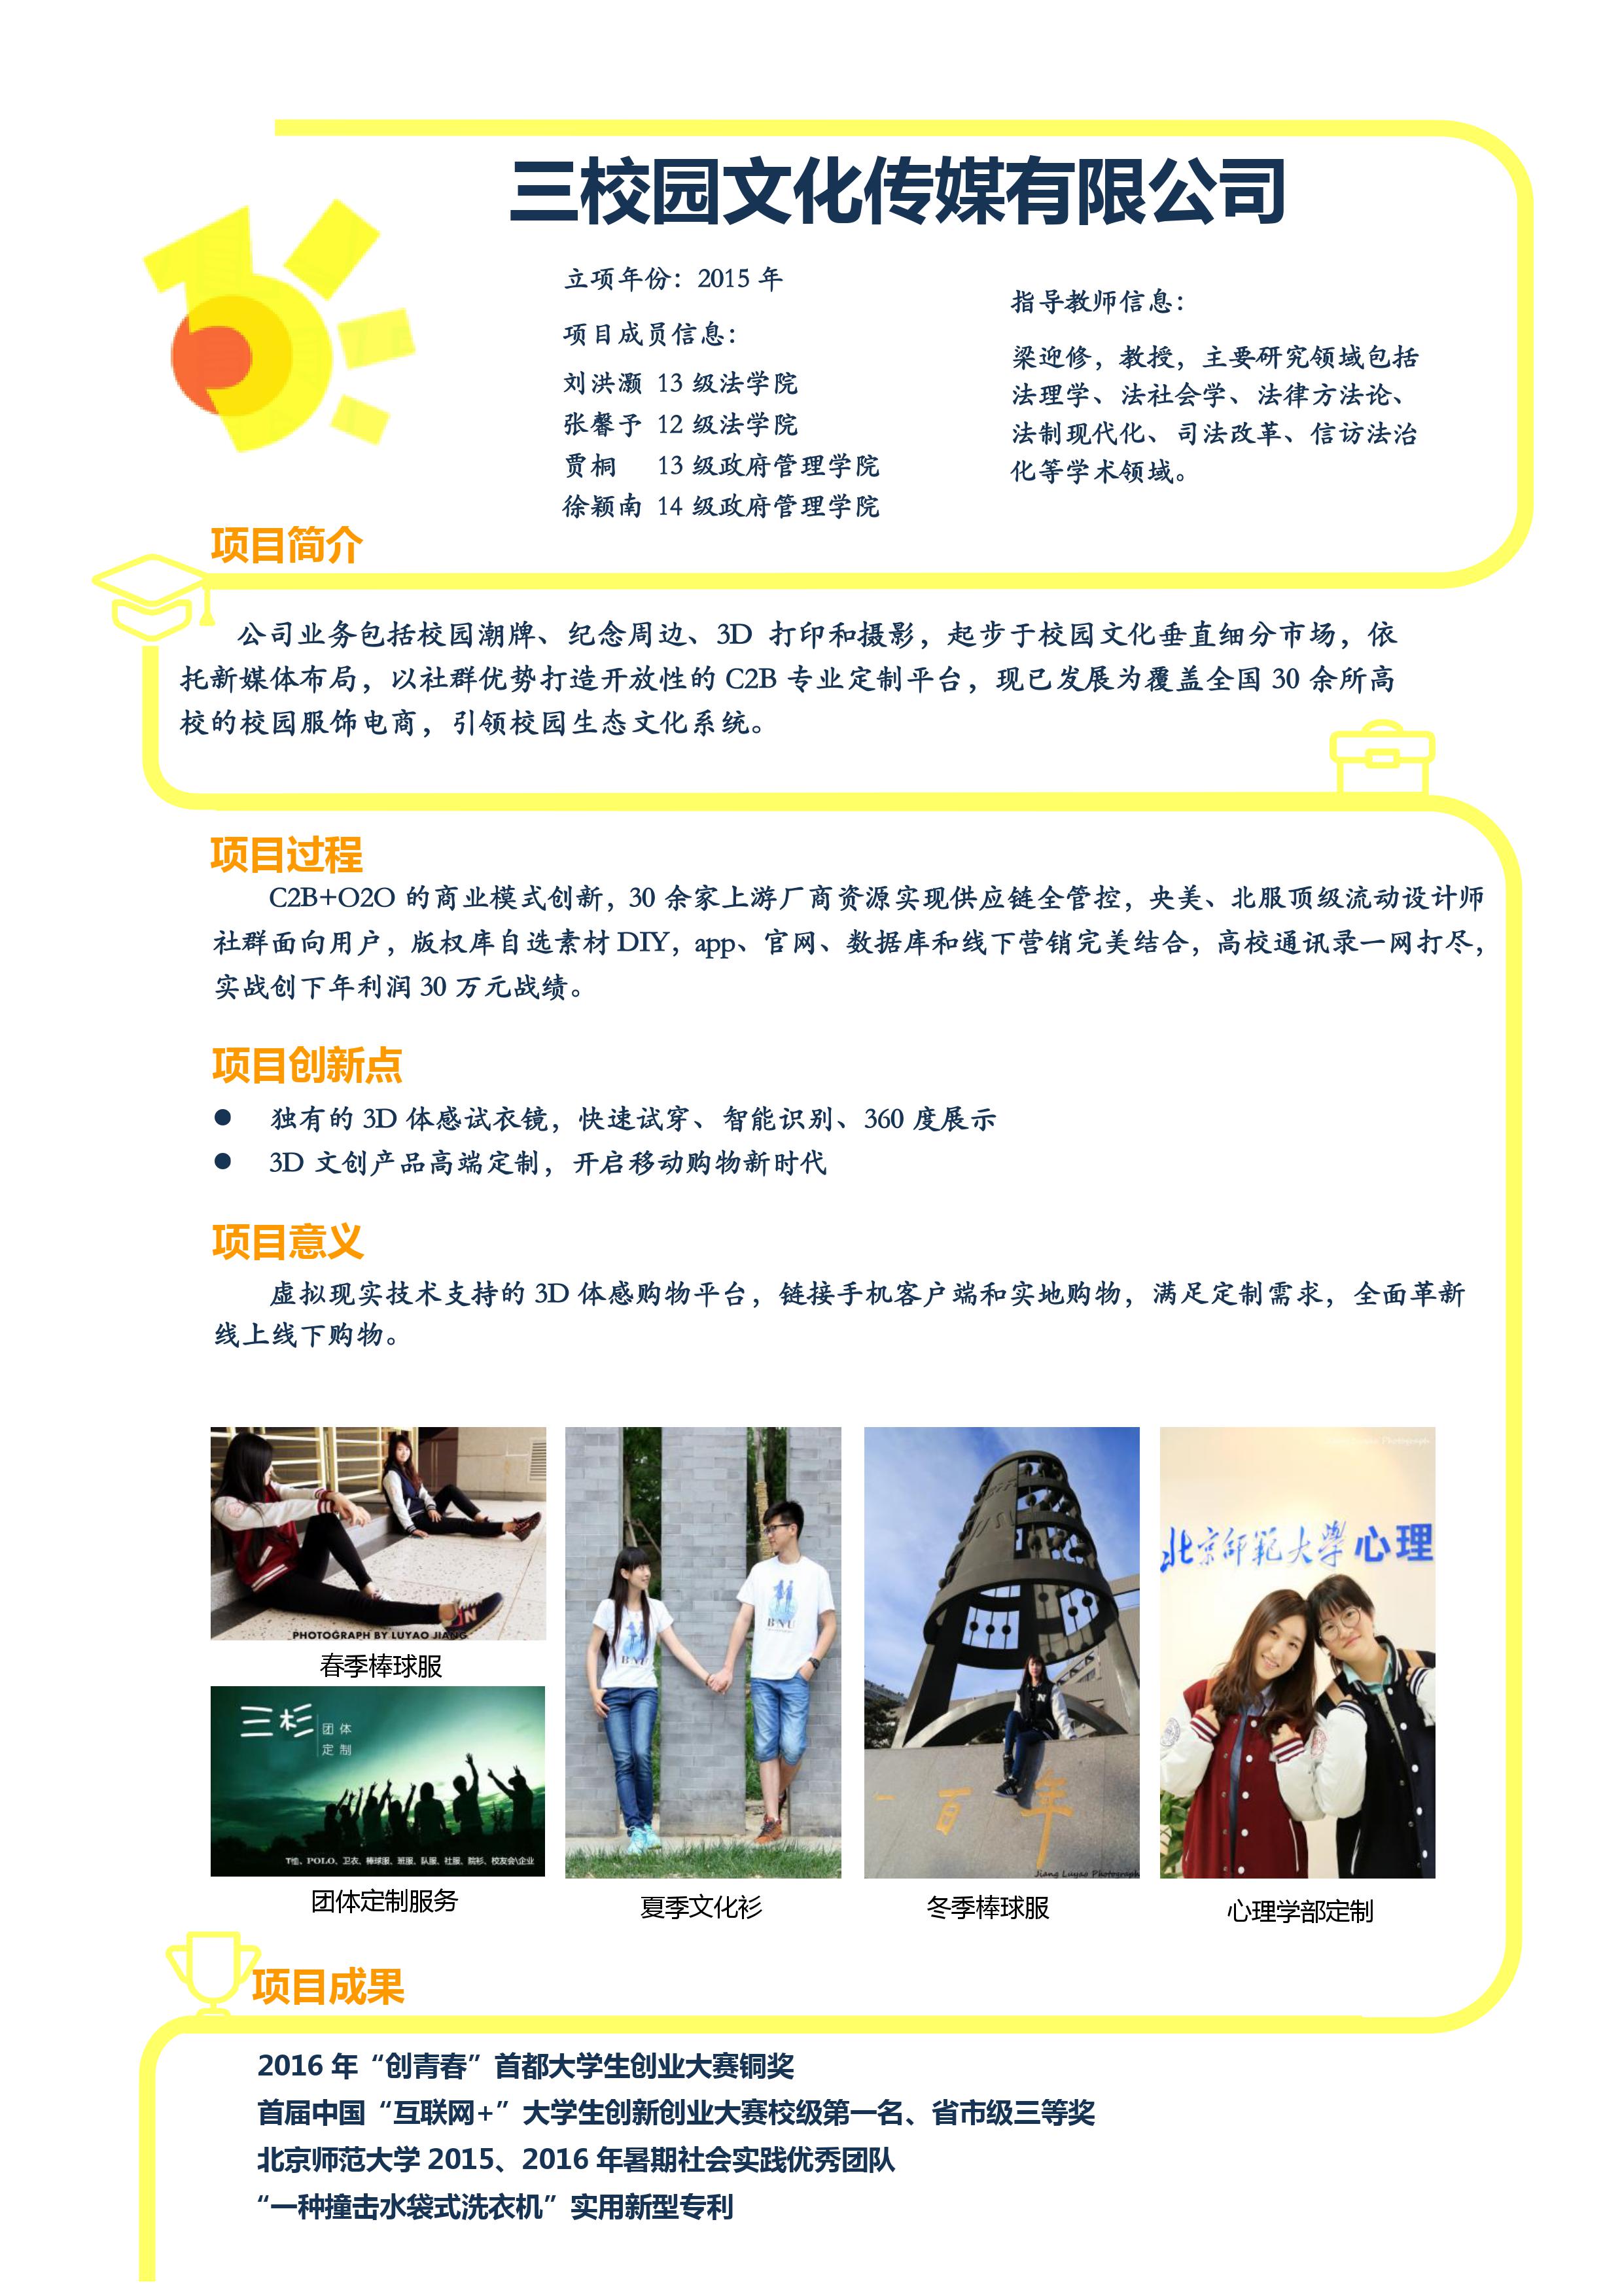 三校园文化传媒有限公司
立项年份：2015 年
项目成员信息：
刘洪灏 13 级法学院
张馨予 12 级法学院
贾桐 13 级政府管理学院
徐颖南 14 级政府管理学院
指导教师信息：
梁迎修，教授，主要研究领域包括
法理学、法社会学、法律方法论、
法制现代化、司法改革、信访法治
化等学术领域。
项目简介
公司业务包括校园潮牌、纪念周边、3D 打印和摄影，起步于校园文化垂直细分市场，依
托新媒体布局，以社群优势打造开放性的 C2B 专业定制平台，现已发展为覆盖全国 30 余所高
校的校园服饰电商，引领校园生态文化系统。
项目过程
C2B+O2O 的商业模式创新，30 余家上游厂商资源实现供应链全管控，央美、北服顶级流动设计师
社群面向用户，版权库自选素材 DIY，app、官网、数据库和线下营销完美结合，高校通讯录一网打尽，
实战创下年利润 30 万元战绩。
项目创新点
● 独有的 3D 体感试衣镜，快速试穿、智能识别、360 度展示
● 3D 文创产品高端定制，开启移动购物新时代
项目意义
虚拟现实技术支持的 3D 体感购物平台，链接手机客户端和实地购物，满足定制需求，全面革新
线上线下购物。
PHOTOGRAPH BY LUYAO JIANG
春季棒球服
三杉 团体
定制
T恤、POLO、卫衣、棒球服、班服、队服、社服、院衫、校友会\企业
团体定制服务
BNU
BNU
夏季文化衫
N
一百年
Jiang Luyao Photograph
冬季棒球服
Photograph
北京师范大学心理
心理学部定制
项目成果
2016 年“创青春”首都大学生创业大赛铜奖
首届中国“互联网+”大学生创新创业大赛校级第一名、省市级三等奖
北京师范大学 2015、2016 年暑期社会实践优秀团队
“一种撞击水袋式洗衣机”实用新型专利